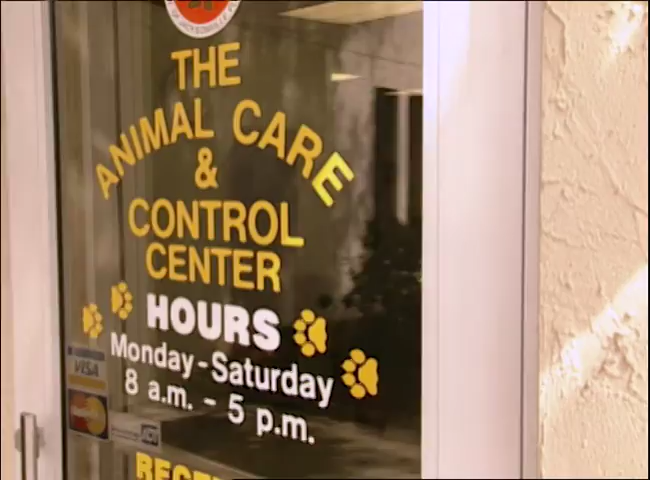 THE
ANIMAL CARE
&
CONTROL
CENTER
HOURS
Monday-Saturday
8 a.m. - 5 p.m.
VISA